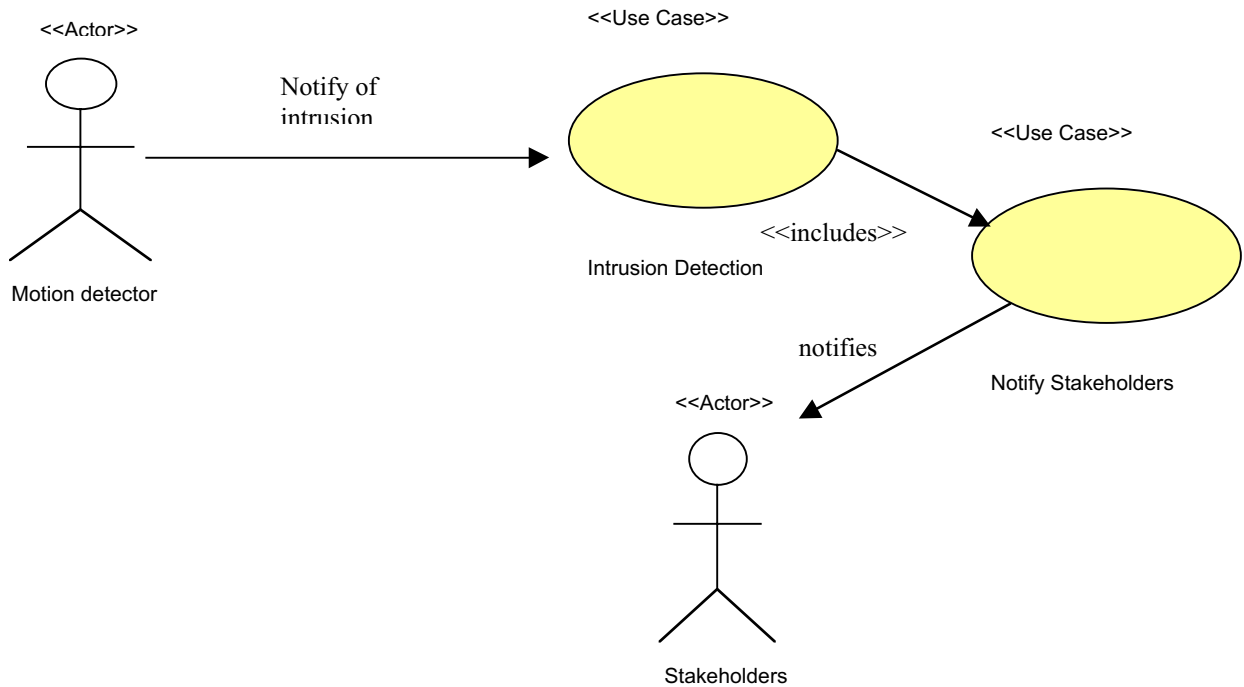 <<Actor>>
<<Use Case>>
Notify of
intrusion
<<Use Case>>
<<includes>>
Intrusion Detection
Motion detector
notifies
Notify Stakeholders
<<Actor>>
Stakeholders